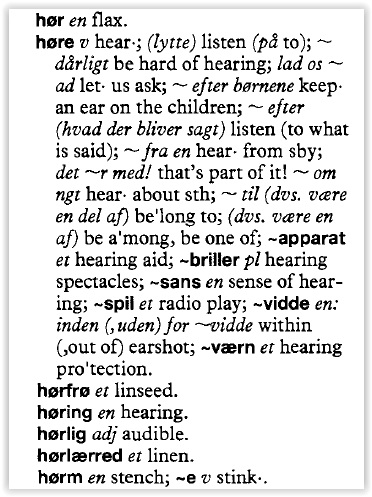 hør en flax.
høre v hear·; (lytte) listen (på to); ~
dårligt be hard of hearing; lad os ~
ad let· us ask; ~ efter børnene keep·
an ear on the children; ~ efter
(hvad der bliver sagt) listen (to what
is said); ~ fra en hear· from sby;
det ~r med! that's part of it! ~ om
ngt hear· about sth; ~ til (dvs. være
en del af) be'long to; (dvs. være en
af) be a'mong, be one of; ~apparat
et hearing aid; ~briller pl hearing
spectacles; ~sans en sense of hear-
ing; ~spil et radio play; ~vidde en:
inden (,uden) for ~vidde within
(,out of) earshot; ~værn et hearing
pro'tection.
hørfrø et linseed.
høring en hearing.
hørlig adj audible.
hørlærred et linen.
hørm en stench; ~e v stink·.